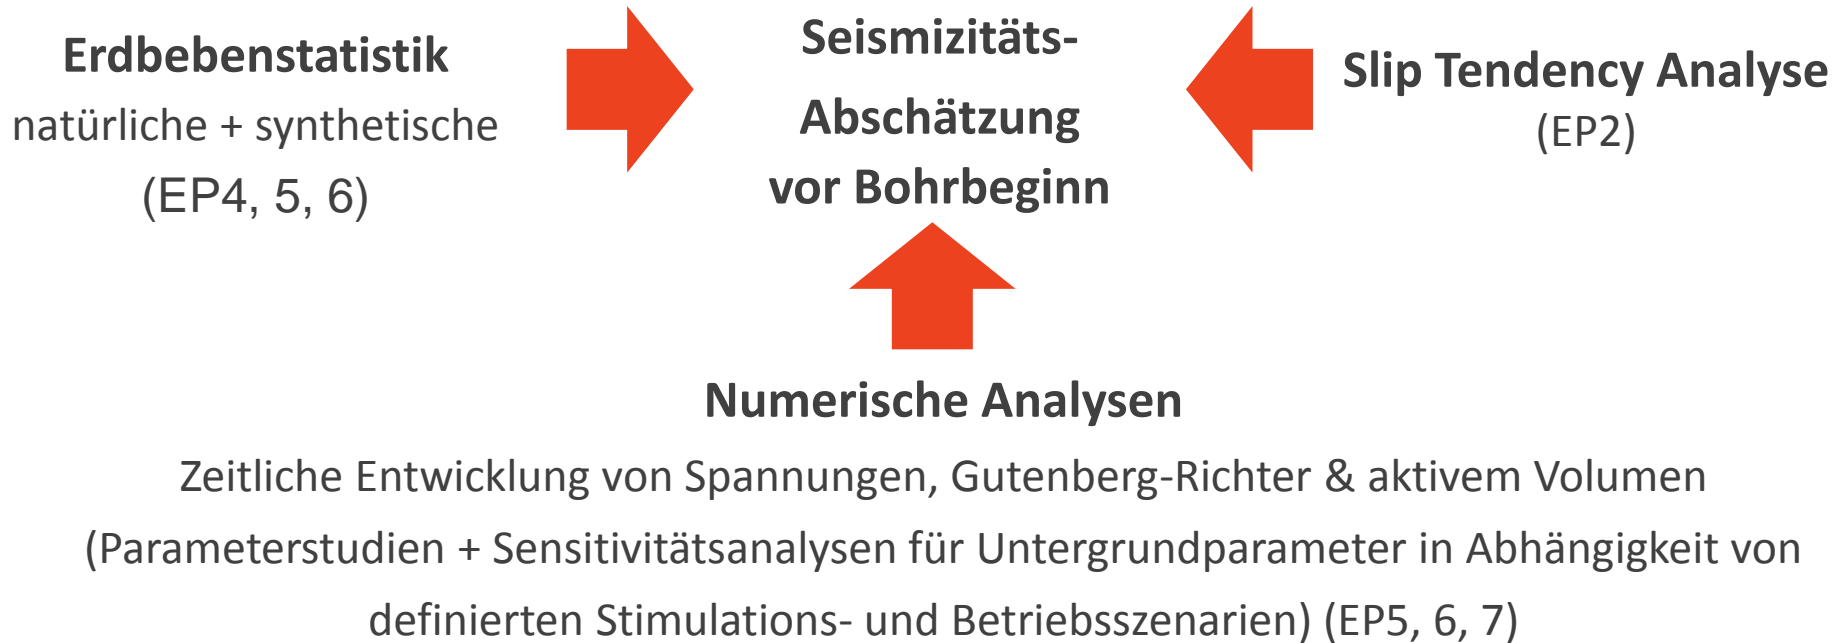 Erdbebenstatistik
natürliche + synthetische
(EP4, 5, 6)
Seismizitäts-
Abschätzung
vor Bohrbeginn
Slip Tendency Analyse
(EP2)
Numerische Analysen
Zeitliche Entwicklung von Spannungen, Gutenberg-Richter & aktivem Volumen
(Parameterstudien + Sensitivitätsanalysen für Untergrundparameter in Abhängigkeit von
definierten Stimulations- und Betriebsszenarien) (EP5, 6, 7)